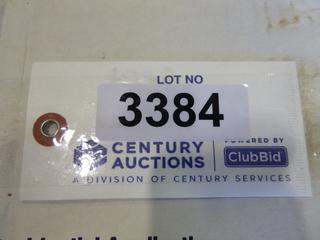 LOT NO
3384
CENTURY
AUCTIONS
POWERED BY
ClubBid
A DIVISION OF CENTURY SERVICES